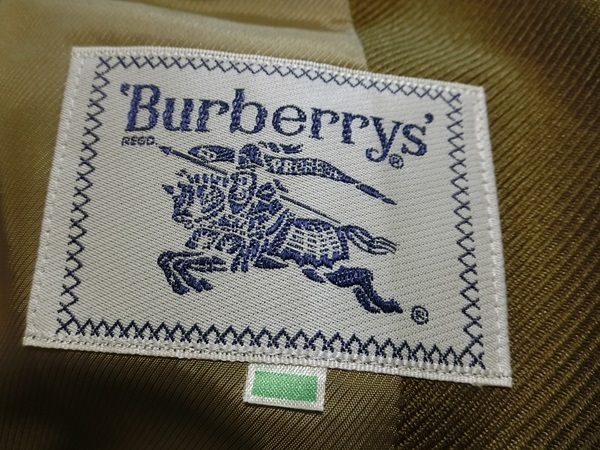 'Burberrys'
REGD
®
PRORSUM
®